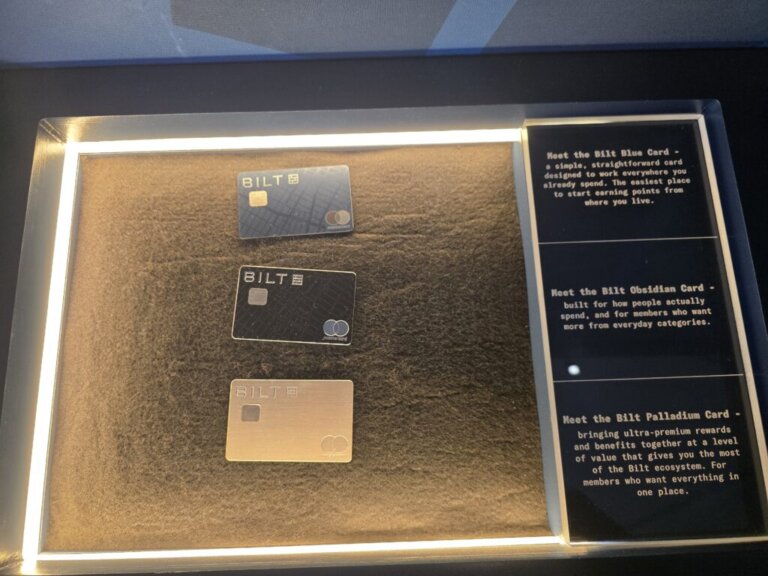 BILT
BILT
BILT
Meet the Bilt Blue Card -
a simple, straightforward card
designed to work everywhere you
already spend. The easiest place
to start earning points from
where you live.
Meet the Bilt Obsidian Card -
built for how people actually
spend, and for members who want
more from everyday categories.
Meet the Bilt Palladium Card -
bringing ultra-premium rewards
and benefits together at a level
of value that gives you the most
of the Bilt ecosystem. For
members who want everything in
one place.